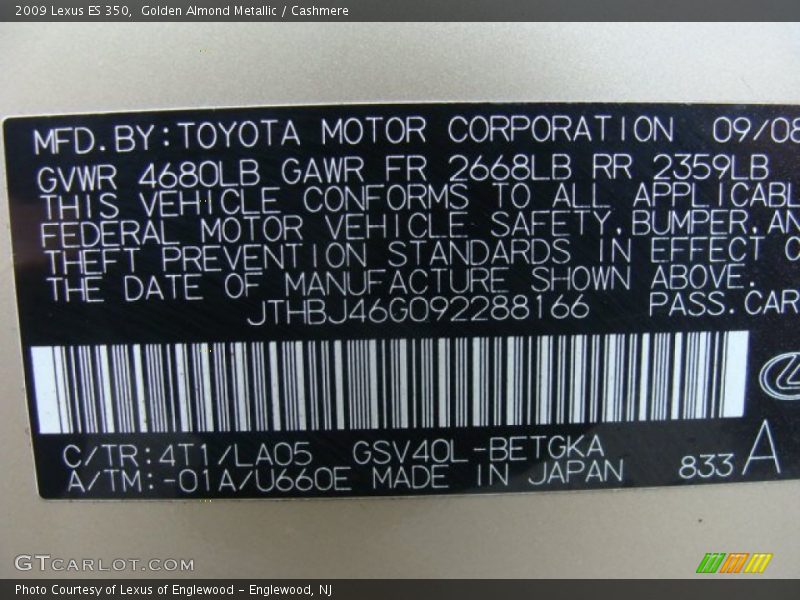 2009 Lexus ES 350,  Golden Almond Metallic / Cashmere
MFD. BY: TOYOTA MOTOR CORPORATION 09/08
GVWR 4680LB GAWR FR 2668LB RR 2359LB
THIS VEHICLE CONFORMS TO ALL APPLICABL
FEDERAL MOTOR VEHICLE SAFETY, BUMPER, AN
THEFT PREVENTION STANDARDS IN EFFECT
THE DATE OF MANUFACTURE SHOWN ABOVE.
JTHBJ46G092288166 PASS. CAR
C/TR: 4T1/LA05 GSV40L-BETGKA
A/TM: -01A/U660E MADE IN JAPAN 833 A
GTCARLOT.COM
Photo Courtesy of Lexus of Englewood – Englewood, NJ